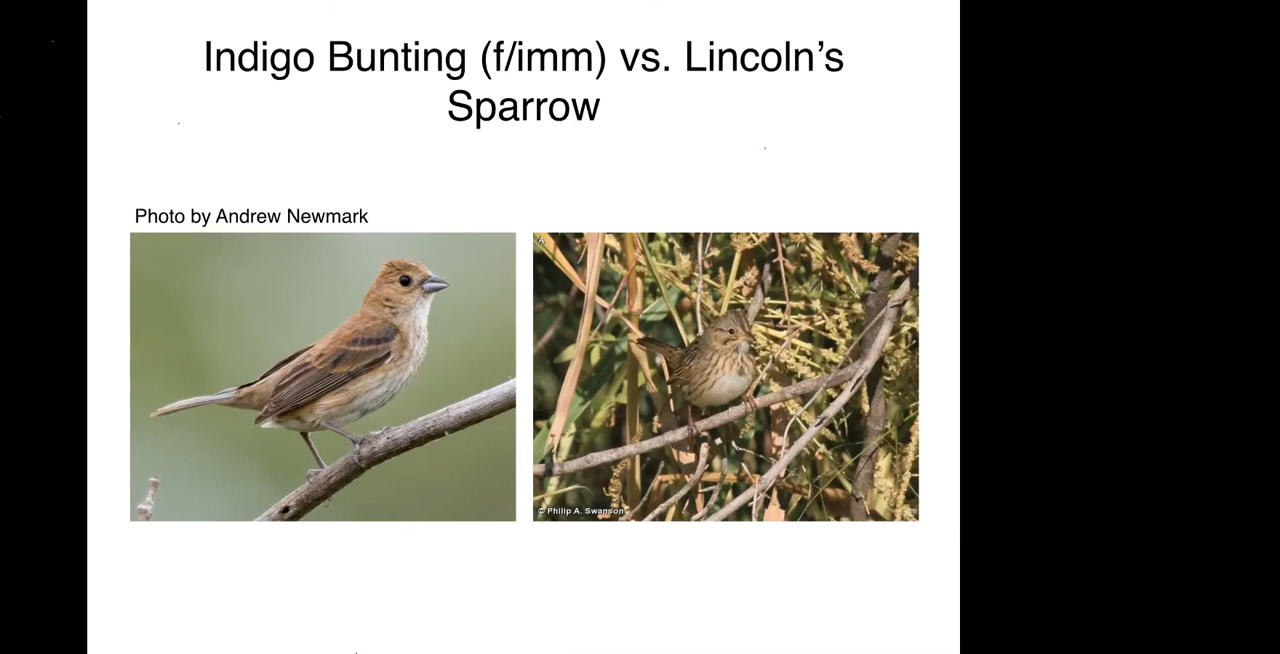 Indigo Bunting (f/imm) vs. Lincoln’s
Sparrow
Photo by Andrew Newmark
A
© Philip A. Swanson